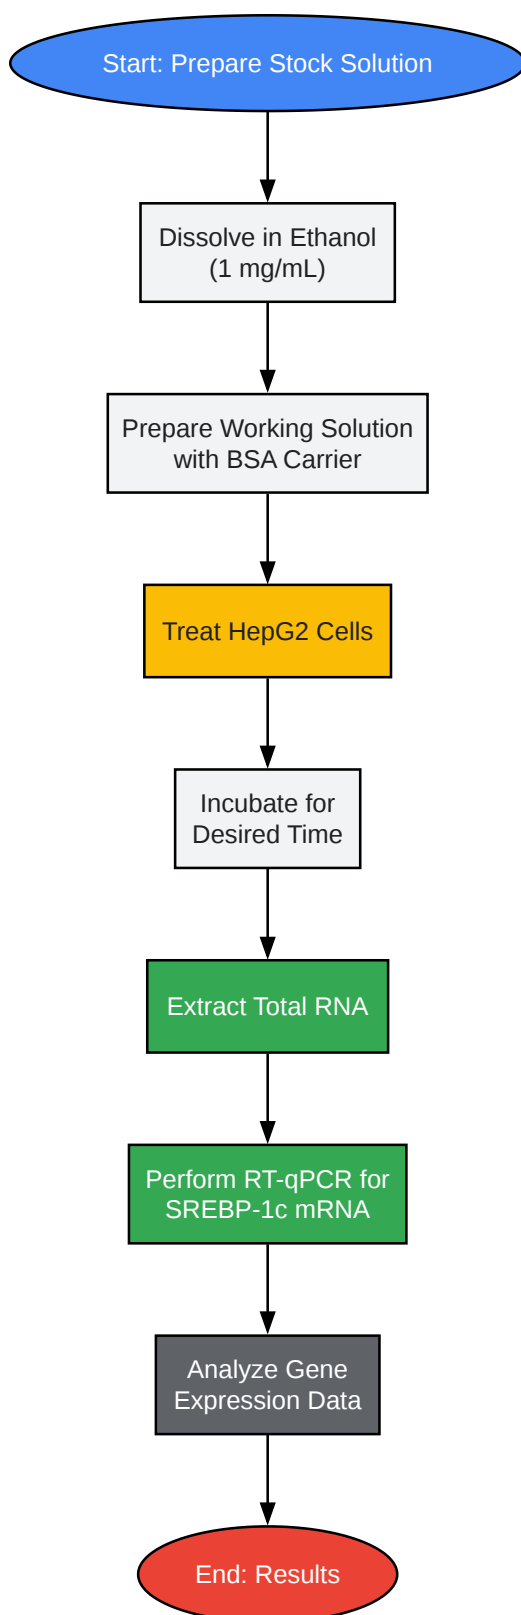 Start: Prepare Stock Solution
Dissolve in Ethanol
(1 mg/mL)
Prepare Working Solution
with BSA Carrier
Treat HepG2 Cells
Incubate for
Desired Time
Extract Total RNA
Perform RT-qPCR for
SREBP-1c mRNA
Analyze Gene
Expression Data
End: Results